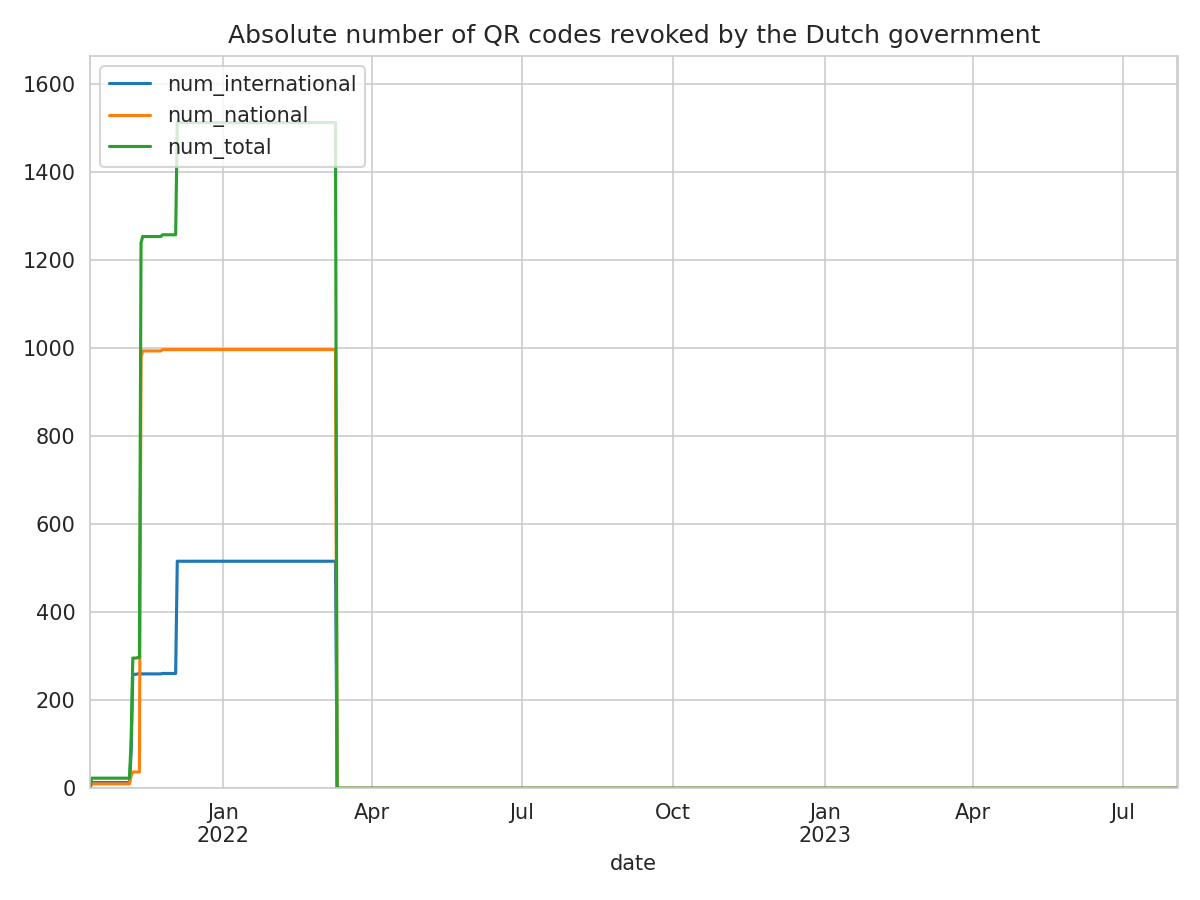 Absolute number of QR codes revoked by the Dutch government
num_international
num_national
num_total
1600
1400
1200
1000
800
600
400
200
0
Jan
2022
Apr
Jul
Oct
Jan
2023
Apr
Jul
date